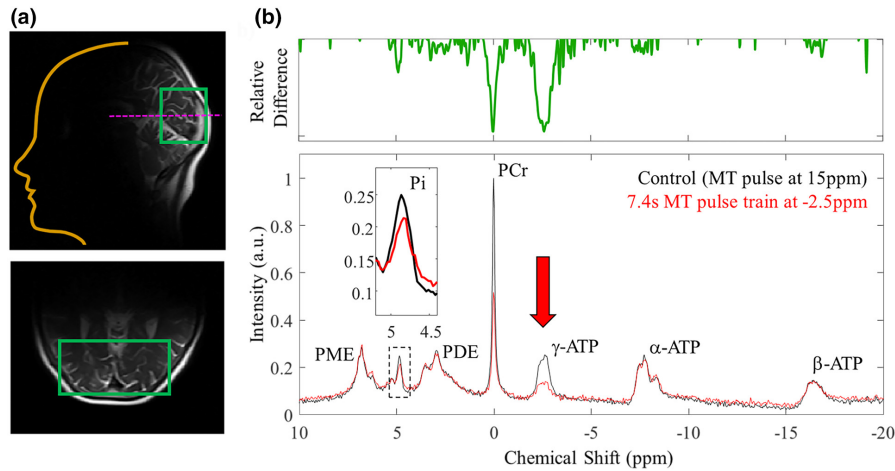 (a)
(b)
Relative
Difference
Pi
0.25
0.2
0.15
0.1
5
4.5
PCr
Control (MT pulse at 15ppm)
7.4s MT pulse train at -2.5ppm
Intensity (a.u.)
1
0.8
0.6
0.4
0.2
0
PME
PDE
γ-ATP
α-ATP
β-ATP
10
5
0
-5
-10
-15
-20
Chemical Shift (ppm)